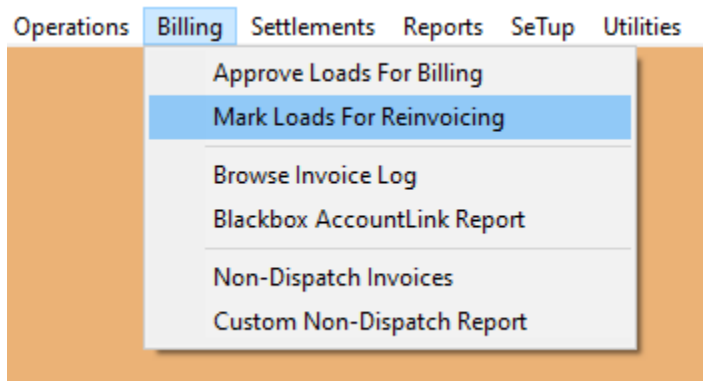 Operations Billing Settlements Reports SeTup Utilities
Approve Loads For Billing
Mark Loads For Reinvoicing
Browse Invoice Log
Blackbox AccountLink Report
Non-Dispatch Invoices
Custom Non-Dispatch Report